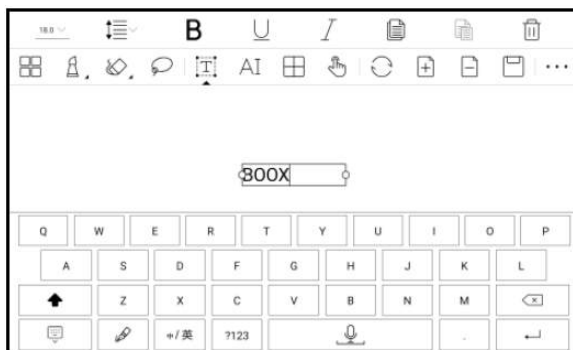 18.0
B U I
T AI
BOOX
Q W E R T Y U I O P
A S D F G H J K L
Z X C V B N M
中/英 ?123 .